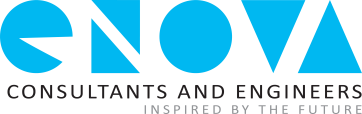 eNOVA
CONSULTANTS AND ENGINEERS
INSPIRED BY THE FUTURE